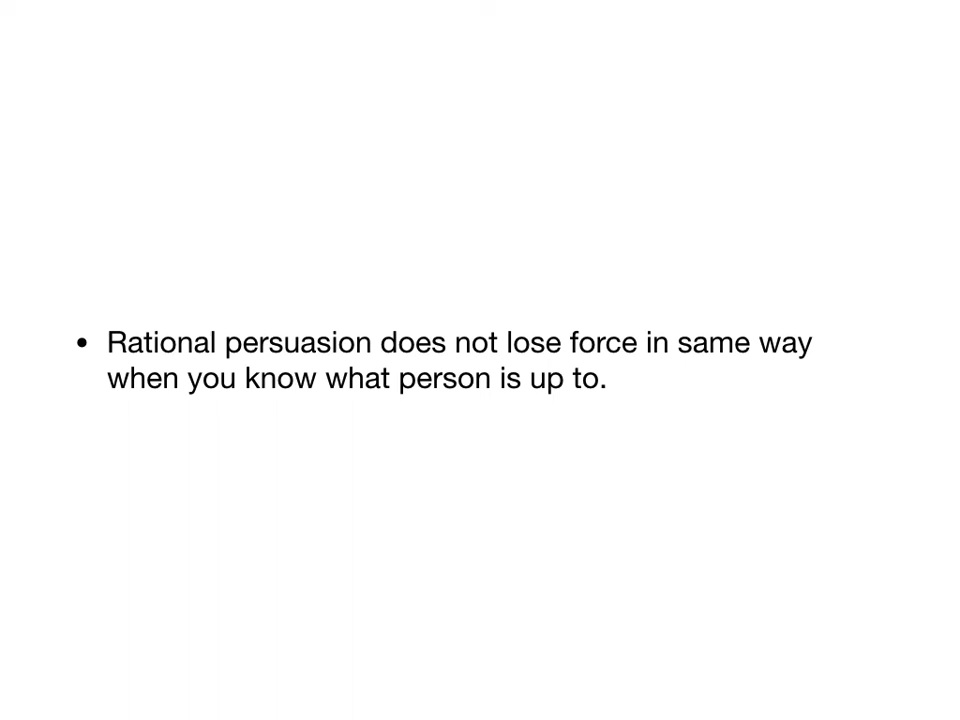 • Rational persuasion does not lose force in same way
when you know what person is up to.